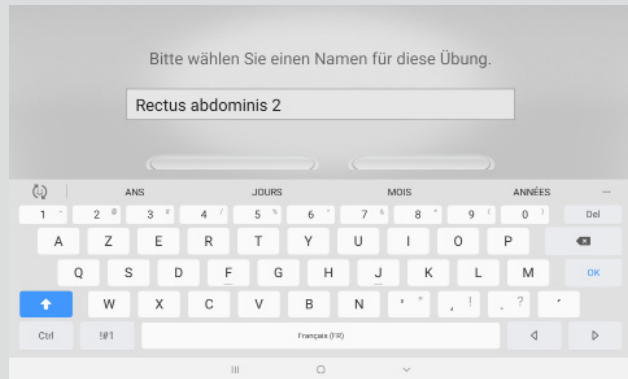 Bitte wählen Sie einen Namen für diese Übung.
Rectus abdominis 2
ANS JOURS MOIS ANNÉES ...
1 2 @ 3 # 4 / 5 % 6 7 & 8 * 9 ( 0 ) Del
A Z E R T Y U I O P
Q S D F G H J K L M OK
W X C V B N ' , ! . ? ´
Ctrl !#1 Français (FR)